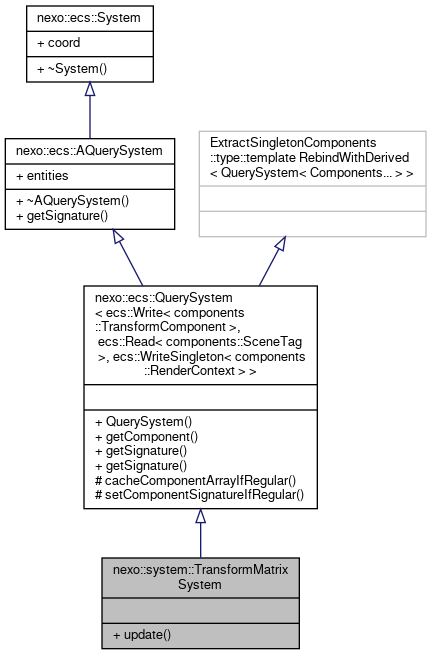 nexo::ecs::System
+ coord
+ ~System()
nexo::ecs::AQuerySystem
+ entities
+ ~AQuerySystem()
+ getSignature()
ExtractSingletonComponents
::type::template RebindWithDerived
< QuerySystem< Components... > >
nexo::ecs::QuerySystem
< ecs::Write< components
::TransformComponent >,
ecs::Read< components::SceneTag
>, ecs::WriteSingleton< components
::RenderContext > >
+ QuerySystem()
+ getComponent()
+ getSignature()
+ getSignature()
# cacheComponentArrayIfRegular()
# setComponentSignatureIfRegular()
nexo::system::TransformMatrix
System
+ update()